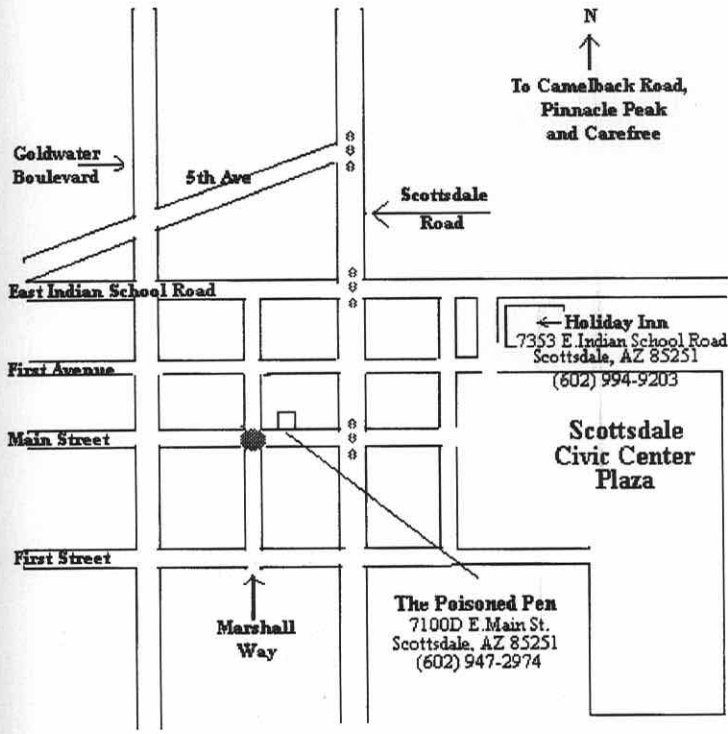 N
To Camelback Road,
Pinnacle Peak
and Carefree
Goldwater
Boulevard
5th Ave
Scottsdale
Road
East Indian School Road
Holiday Inn
7353 E.Indian School Road
Scottsdale, AZ 85251
(602) 994-9203
First Avenue
Main Street
Scottsdale
Civic Center
Plaza
First Street
Marshall
Way
The Poisoned Pen
7100D E.Main St.
Scottsdale, AZ 85251
(602) 947-2974